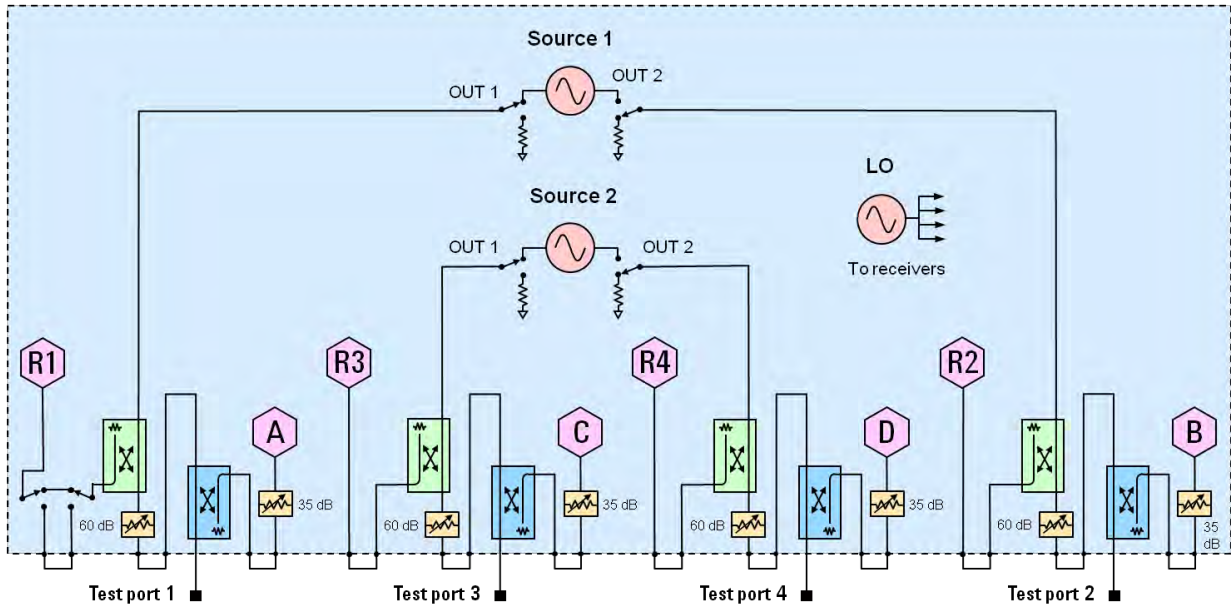 Source 1
OUT 1
OUT 2
LO
Source 2
OUT 1
OUT 2
To receivers
R1
R3
R4
R2
A
C
D
B
60 dB
35 dB
60 dB
35 dB
60 dB
35 dB
60 dB
35
dB
Test port 1
Test port 3
Test port 4
Test port 2